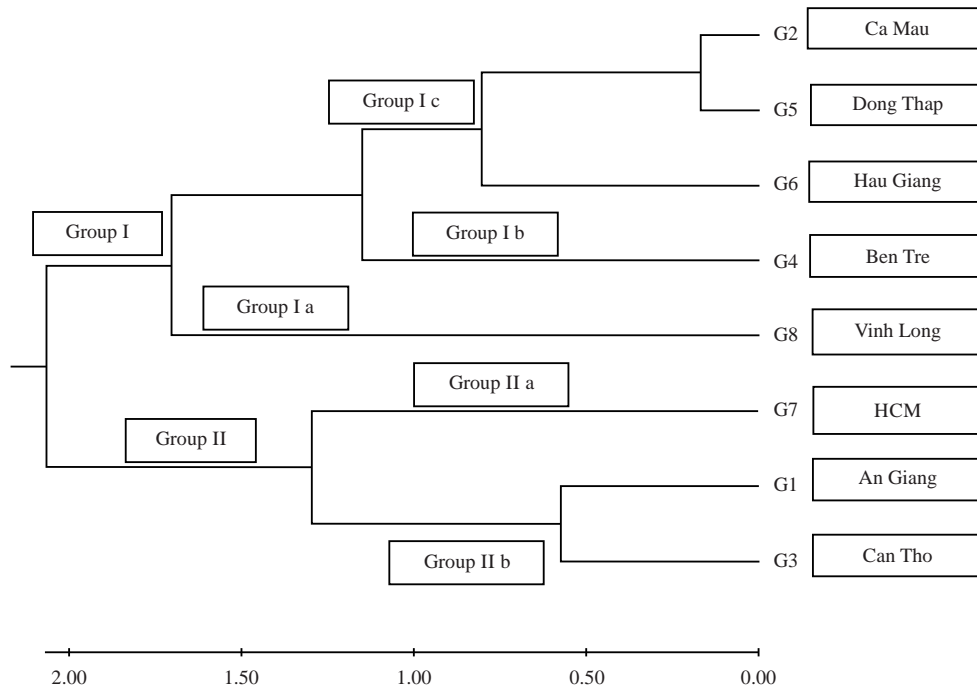 G2 Ca Mau
Group I c
G5 Dong Thap
G6 Hau Giang
Group I
Group I b
G4 Ben Tre
Group I a
G8 Vinh Long
Group II a
G7 HCM
Group II
G1 An Giang
Group II b
G3 Can Tho
2.00 1.50 1.00 0.50 0.00